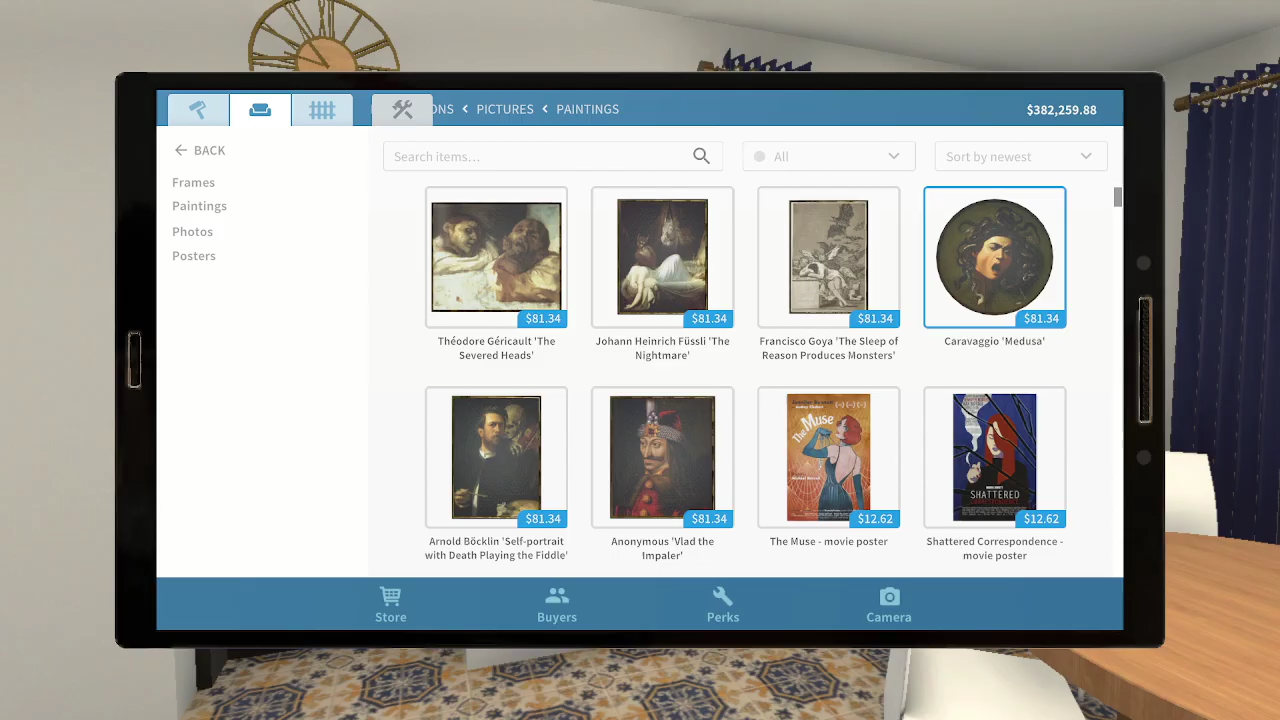 ONS < PICTURES < PAINTINGS
$382,259.88
BACK
Frames
Paintings
Photos
Posters
Search items...
All
Sort by newest
$81.34
$81.34
$81.34
$81.34
Théodore Géricault 'The
Severed Heads'
Johann Heinrich Füssli 'The
Nightmare'
Francisco Goya 'The Sleep of
Reason Produces Monsters'
Caravaggio 'Medusa'
The Muse
SHATTERED
$81.34
$81.34
$12.62
$12.62
Arnold Böcklin 'Self-portrait
with Death Playing the Fiddle'
Anonymous 'Vlad the
Impaler'
The Muse - movie poster
Shattered Correspondence -
movie poster
Store
Buyers
Perks
Camera